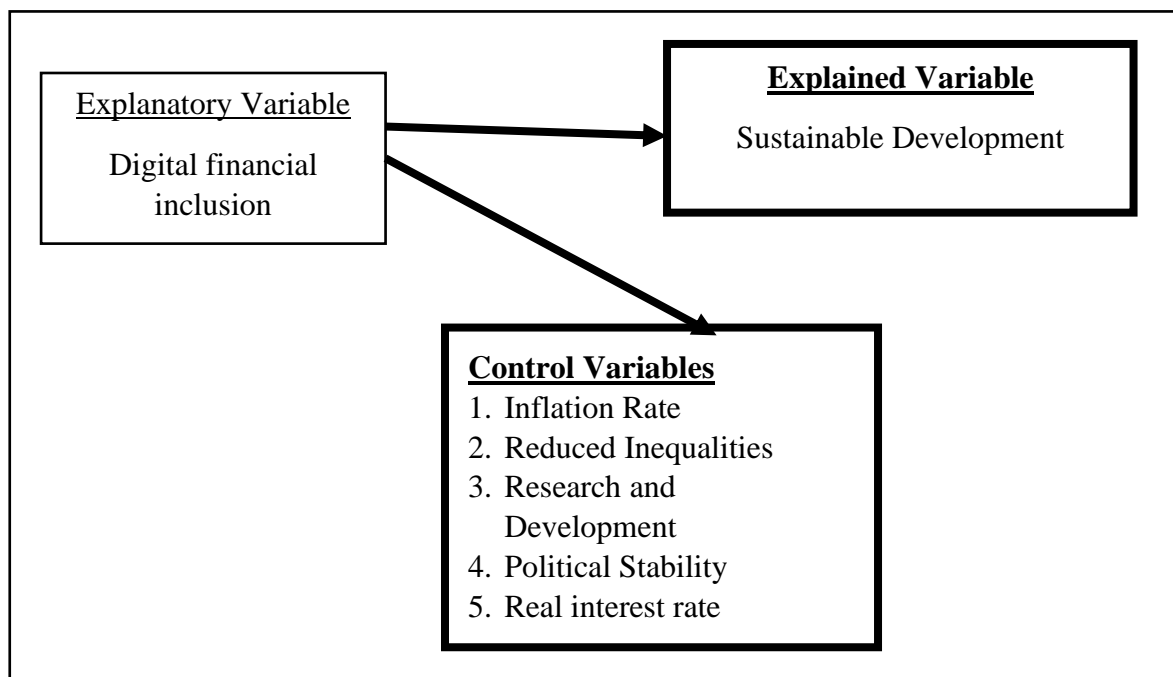 Explanatory Variable
Digital financial
inclusion
Explained Variable
Sustainable Development
Control Variables
1. Inflation Rate
2. Reduced Inequalities
3. Research and
Development
4. Political Stability
5. Real interest rate